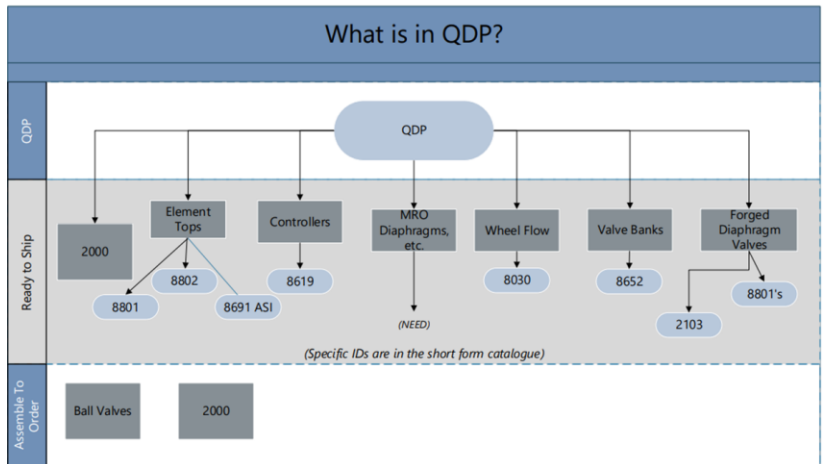 What is in QDP?
QDP
QDP
Ready to Ship
2000
Element
Tops
Controllers
MRO
Diaphragms,
etc.
Wheel Flow
Valve Banks
Forged
Diaphragm
Valves
8801
8802
8691 ASI
8619
(NEED)
8030
8652
2103
8801's
(Specific IDs are in the short form catalogue)
Assemble To
Order
Ball Valves
2000